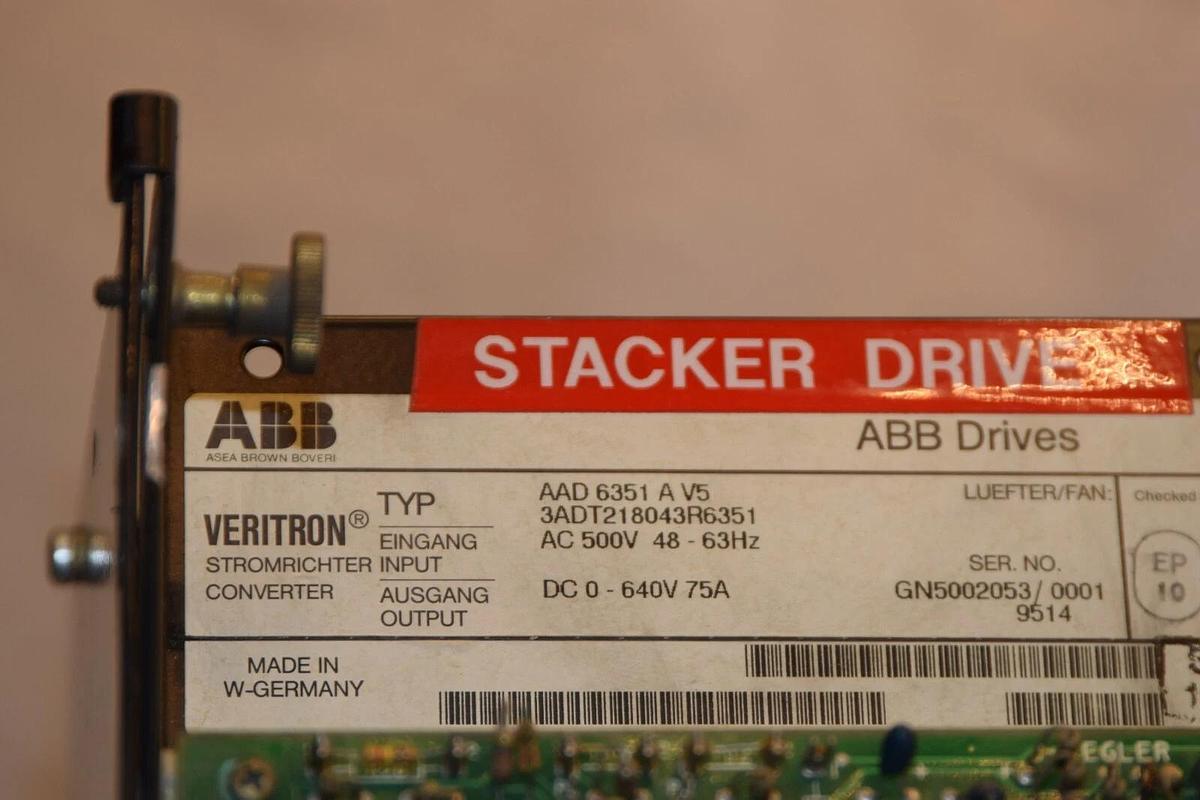 STACKER DRIVE
ABB
ASEA BROWN BOVERI
ABB Drives
VERITRON®
STROMRICHTER
CONVERTER
TYP
EINGANG
INPUT
AUSGANG
OUTPUT
AAD 6351 A V5
3ADT218043R6351
AC 500V 48 - 63Hz
DC 0 - 640V 75A
LUEFTER/FAN:
SER. NO.
GN5002053/ 0001
9514
Checked
EP
10
MADE IN
W-GERMANY
EGLER